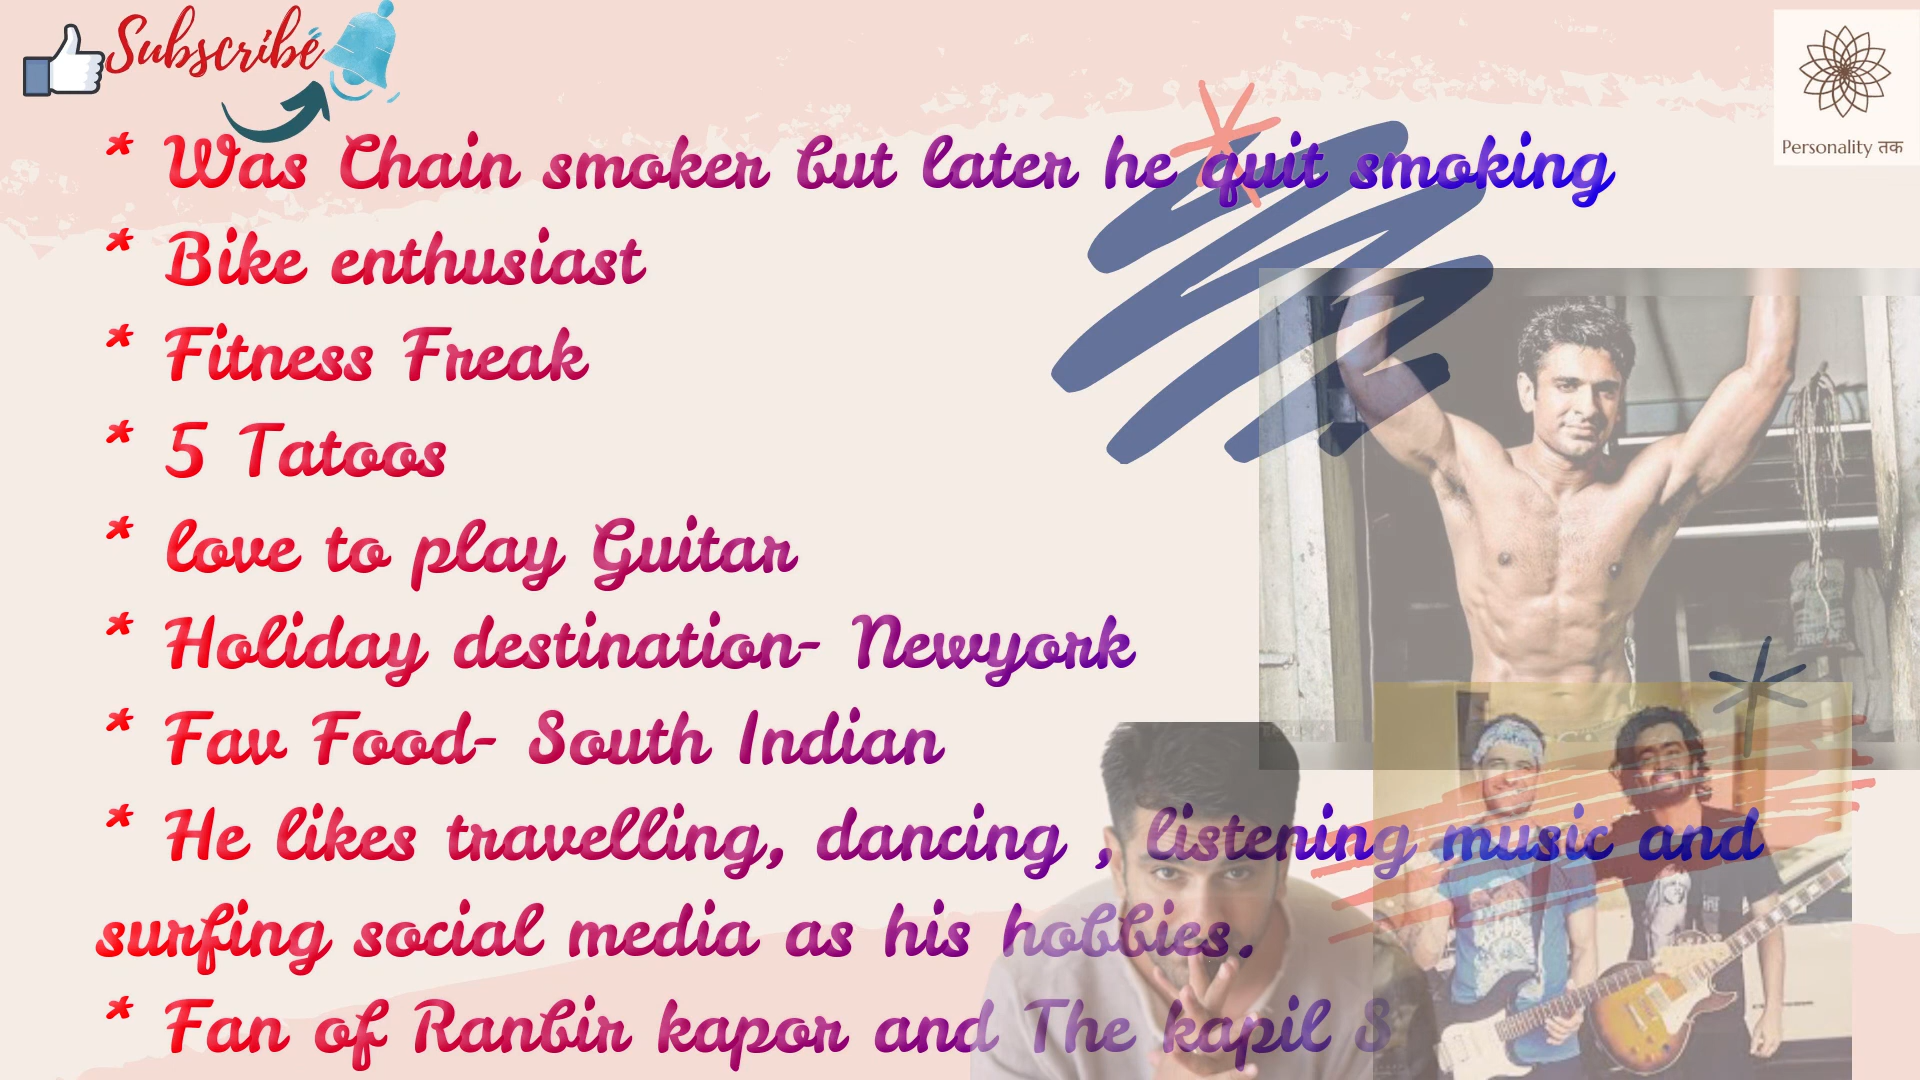 Subscribe
Personality तक
* Was Chain smoker but later he quit smoking
* Bike enthusiast
* Fitness Freak
* 5 Tatoos
* love to play Guitar
* Holiday destination- Newyork
* Fav Food- South Indian
* He likes travelling, dancing , listening music and
surfing social media as his hobbies.
* Fan of Ranbir kapor and The kapil S